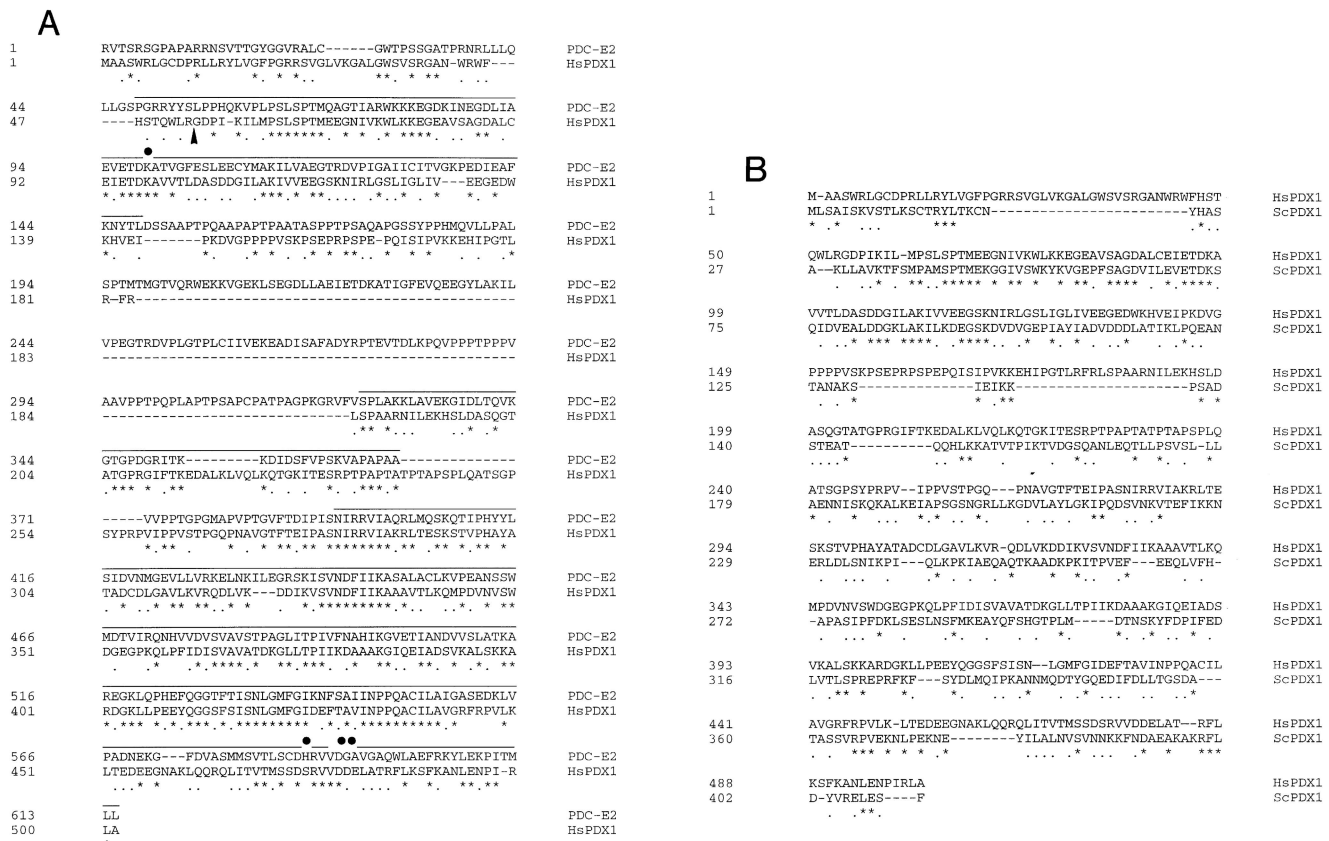 A
1 RVTSRSGPAPARRNSVTTGYGGVRALC------GWTPSSGATPRNRLLLQ PDC-E2
1 MAASWRLGCDPRLLRYLVGFPGRRSVGLVKGALGWSVSRGAN-WRWF--- HsPDX1
44 LLGSPGRRYYSLPPHQKVPLPSLSPTMQAGTIARWKKKEGDKINEGDLIA PDC-E2
47 ----HSTQWLRGDPI-KILMPSLSPTMEEGNIVKWLKKEGEAVSAGDALC HsPDX1
94 EVETDKATVGFESLEECYMAKILVAEGTRDVPIGAIICITVGKPEDIEAF PDC-E2
92 EIETDKAVVTLDASDDGILAKIVVEEGSKNIRLGSLIGLIV---EEGEDW HsPDX1
144 KNYTLDSSAAPTPQAAPAPTPAATASPPTPSAQAPGSSYPPHMQVLLPAL PDC-E2
139 KHVEI-------PKDVGPPPPVSKPSEPRPSPE-PQISIPVKKEHIPGTL HsPDX1
194 SPTMTMGTVQRWEKKVGEKLSEGDLLAEIETDKATIGFEVQEEGYLAKIL PDC-E2
181 R-FR---------------------------------------------- HsPDX1
244 VPEGTRDVPLGTPLCIIVEKEADISAFADYRPTEVTDLKPQVPPPTPPPV PDC-E2
183 -------------------------------------------------- HsPDX1
294 AAVPPTPQPLAPTPSAPCPATPAGPKGRVFVSPLAKKLAVEKGIDLTQVK PDC-E2
184 ------------------------------LSPAARNILEKHSLDASQGT HsPDX1
344 GTGPDGRITK---------KDIDSFVPSKVAPAPAA-------------- PDC-E2
204 ATGPRGIFTKEDALKLVQLKQTGKITESRPTPAPTATPTAPSPLQATSGP HsPDX1
371 -----VVPPTGPGMAPVPTGVFTDIPISNIRRVIAQRLMQSKQTIPHYYL PDC-E2
254 SYPRPVIPPVSTPGQPNAVGTFTEIPASNIRRVIAKRLTESKSTVPHAYA HsPDX1
416 SIDVNMGEVLLVRKELNKILEGRSKISVNDFIIKASALACLKVPEANSSW PDC-E2
304 TADCDLGAVLKVRQDLVK---DDIKVSVNDFIIKAAAVTLKQMPDVNVSW HsPDX1
466 MDTVIRQNHVVDVSVAVSTPAGLITPIVFNAHIKGVETIANDVVSLATKA PDC-E2
351 DGEGPKQLPFIDISVAVATDKGLLTPIIKDAAAKGIQEIADSVKALSKKA HsPDX1
516 REGKLQPHEFQGGTFTISNLGMFGIKNFSAIINPPQACILAIGASEDKLV PDC-E2
401 RDGKLLPEEYQGGSFSISNLGMFGIDEFTAVINPPQACILAVGRFRPVLK HsPDX1
566 PADNEKG---FDVASMMSVTLSCDHRVVDGAVGAQWLAEFRKYLEKPITM PDC-E2
451 LTEDEEGNAKLQQRQLITVTMSSDSRVVDDELATRFLKSFKANLENPI-R HsPDX1
613 LL PDC-E2
500 LA HsPDX1
B
1 M-AASWRLGCDPRLLRYLVGFPGRRSVGLVKGALGWSVSRGANWRWFHST HsPDX1
1 MLSAISKVSTLKSCTRYLTKCN------------------------YHAS ScPDX1
50 QWLRGDPIKIL-MPSLSPTMEEGNIVKWLKKEGEAVSAGDALCEIETDKA HsPDX1
27 A--KLLAVKTFSMPAMSPTMEKGGIVSWKYKVGEPFSAGDVILEVETDKS ScPDX1
99 VVTLDASDDGILAKIVVEEGSKNIRLGSLIGLIVEEGEDWKHVEIPKDVG HsPDX1
75 QIDVEALDDGKLAKILKDEGSKDVDVGEPIAYIADVDDDLATIKLPQEAN ScPDX1
149 PPPPVSKPSEPRPSPEPQISIPVKKEHIPGTLRFRLSPAARNILEKHSLD HsPDX1
125 TANAKS--------------IEIKK---------------------PSAD ScPDX1
199 ASQGTATGPRGIFTKEDALKLVQLKQTGKITESRPTPAPTATPTAPSPLQ HsPDX1
140 STEAT----------QQHLKKATVTPIKTVDGSQANLEQTLLPSVSL-LL ScPDX1
240 ATSGPSYPRPV--IPPVSTPGQ---PNAVGTFTEIPASNIRRVIAKRLTE HsPDX1
179 AENNISKQKALKEIAPSGSNGRLLKGDVLAYLGKIPQDSVNKVTEFIKKN ScPDX1
294 SKSTVPHAYATADCDLGAVLKVR-QDLVKDDIKVSVNDFIIKAAAVTLKQ HsPDX1
229 ERLDLSNIKPI---QLKPKIAEQAQTKAADKPKITPVEF---EEQLVFH- ScPDX1
343 MPDVNVSWDGEGPKQLPFIDISVAVATDKGLLTPIIKDAAAKGIQEIADS HsPDX1
272 -APASIPFDKLSESLNSFMKEAYQFSHGTPLM-----DTNSKYFDPIFED ScPDX1
393 VKALSKKARDGKLLPEEYQGGSFSISN--LGMFGIDEFTAVINPPQACIL HsPDX1
316 LVTLSPREPRFKF---SYDLMQIPKANNMQDTYGQEDIFDLLTGSDA--- ScPDX1
441 AVGRFRPVLK-LTEDEEGNAKLQQRQLITVTMSSDSRVVDDELAT--RFL HsPDX1
360 TASSVRPVEKNLPEKNE--------YILALNVSVNNKKFNDAEAKAKRFL ScPDX1
488 KSFKANLENPIRLA HsPDX1
402 D-YVRELES----F ScPDX1